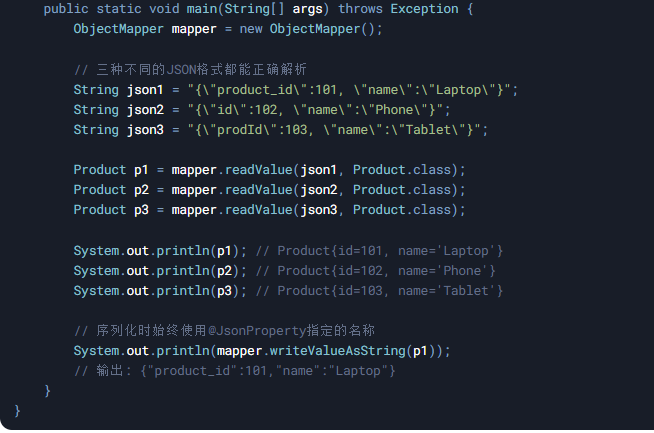 public static void main(String[] args) throws Exception {
ObjectMapper mapper = new ObjectMapper();
// 三种不同的JSON格式都能正确解析
String json1 = "{\"product_id\":101, \"name\":\"Laptop\"}";
String json2 = "{\"id\":102, \"name\":\"Phone\"}";
String json3 = "{\"prodId\":103, \"name\":\"Tablet\"}";
Product p1 = mapper.readValue(json1, Product.class);
Product p2 = mapper.readValue(json2, Product.class);
Product p3 = mapper.readValue(json3, Product.class);
System.out.println(p1); // Product{id=101, name='Laptop'}
System.out.println(p2); // Product{id=102, name='Phone'}
System.out.println(p3); // Product{id=103, name='Tablet'}
// 序列化时始终使用@JsonProperty指定的名称
System.out.println(mapper.writeValueAsString(p1));
// 输出: {"product_id":101,"name":"Laptop"}
}
}